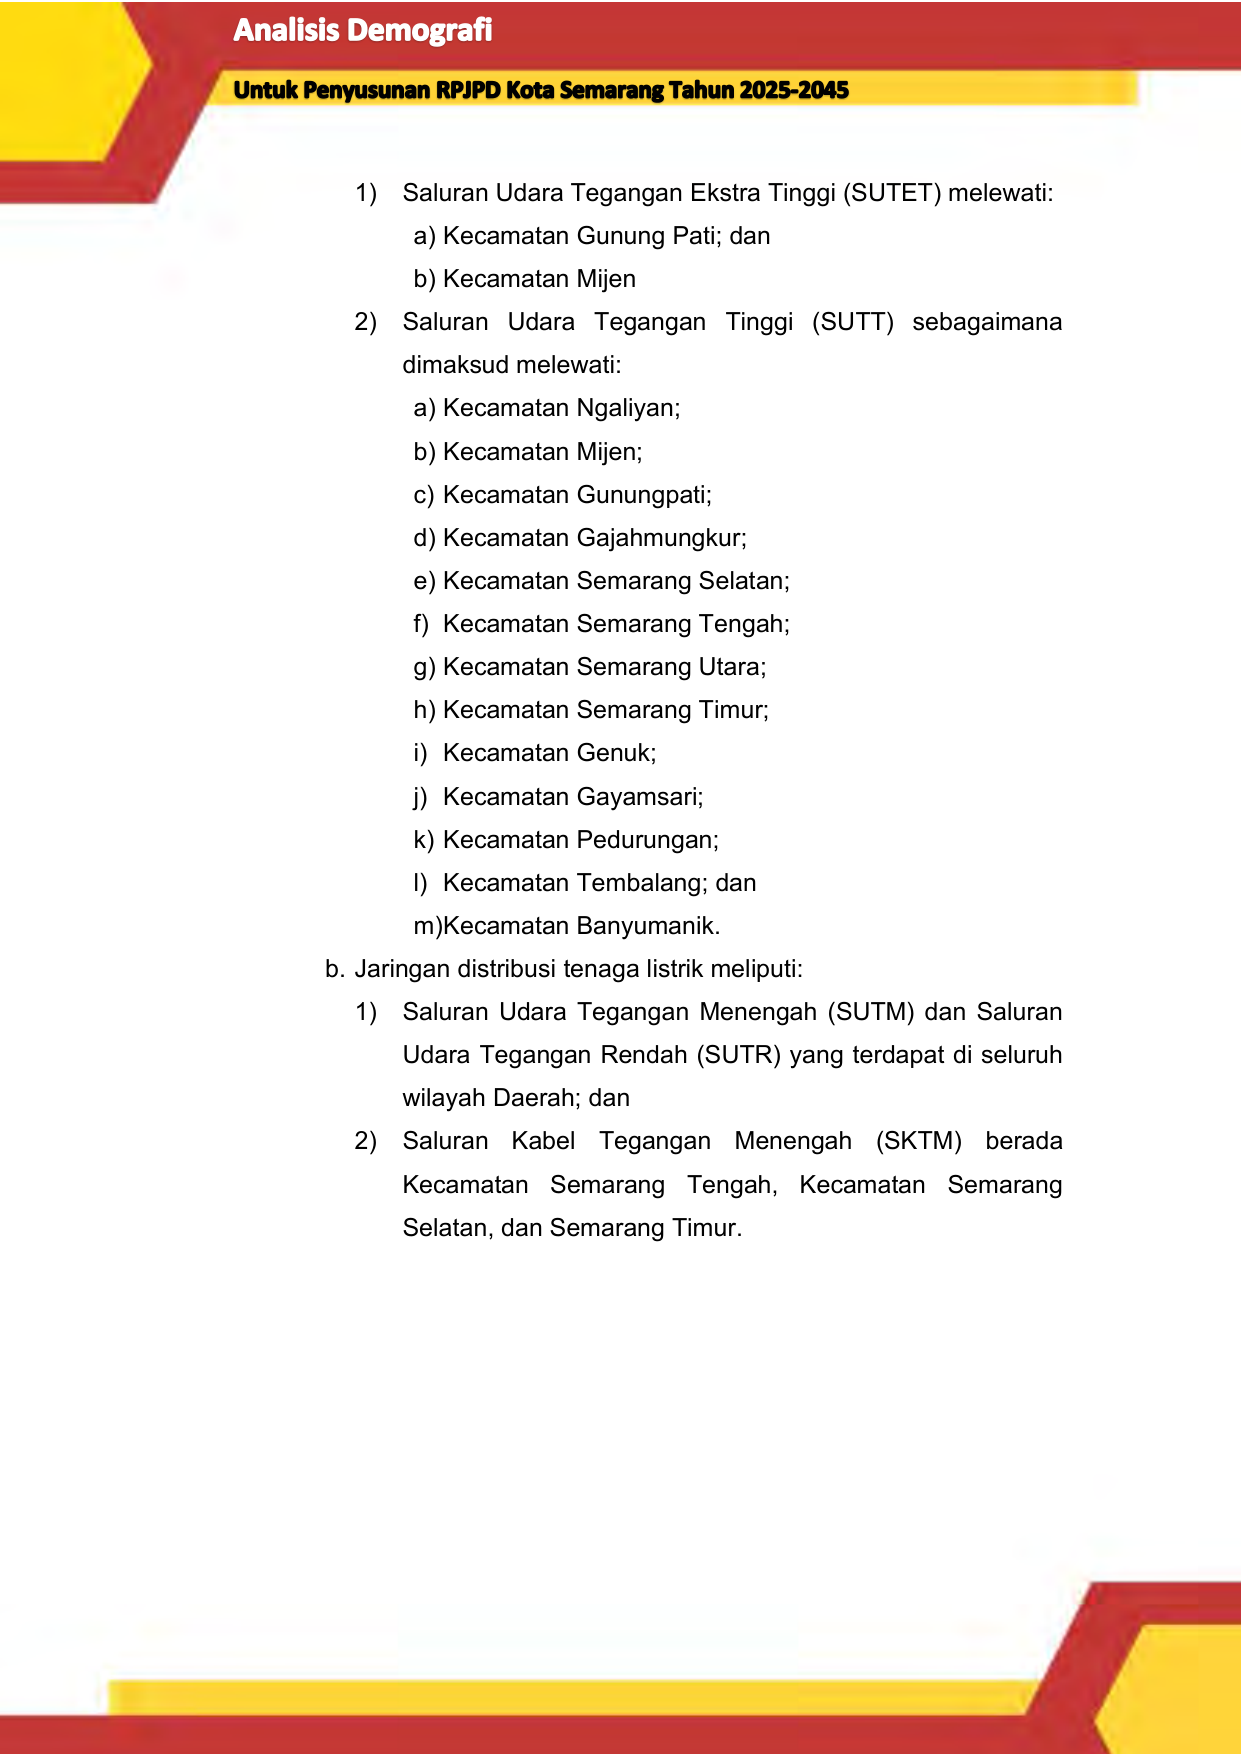 Analisis Demografi
Untuk Penyusunan RPJPD Kota Semarang Tahun 2025-2045
1) Saluran Udara Tegangan Ekstra Tinggi (SUTET) melewati:
a) Kecamatan Gunung Pati; dan
b) Kecamatan Mijen
2) Saluran Udara Tegangan Tinggi (SUTT) sebagaimana
dimaksud melewati:
a) Kecamatan Ngaliyan;
b) Kecamatan Mijen;
c) Kecamatan Gunungpati;
d) Kecamatan Gajahmungkur;
e) Kecamatan Semarang Selatan;
f) Kecamatan Semarang Tengah;
g) Kecamatan Semarang Utara;
h) Kecamatan Semarang Timur;
i) Kecamatan Genuk;
j) Kecamatan Gayamsari;
k) Kecamatan Pedurungan;
l) Kecamatan Tembalang; dan
m)Kecamatan Banyumanik.
b. Jaringan distribusi tenaga listrik meliputi:
1) Saluran Udara Tegangan Menengah (SUTM) dan Saluran
Udara Tegangan Rendah (SUTR) yang terdapat di seluruh
wilayah Daerah; dan
2) Saluran Kabel Tegangan Menengah (SKTM) berada
Kecamatan Semarang Tengah, Kecamatan Semarang
Selatan, dan Semarang Timur.